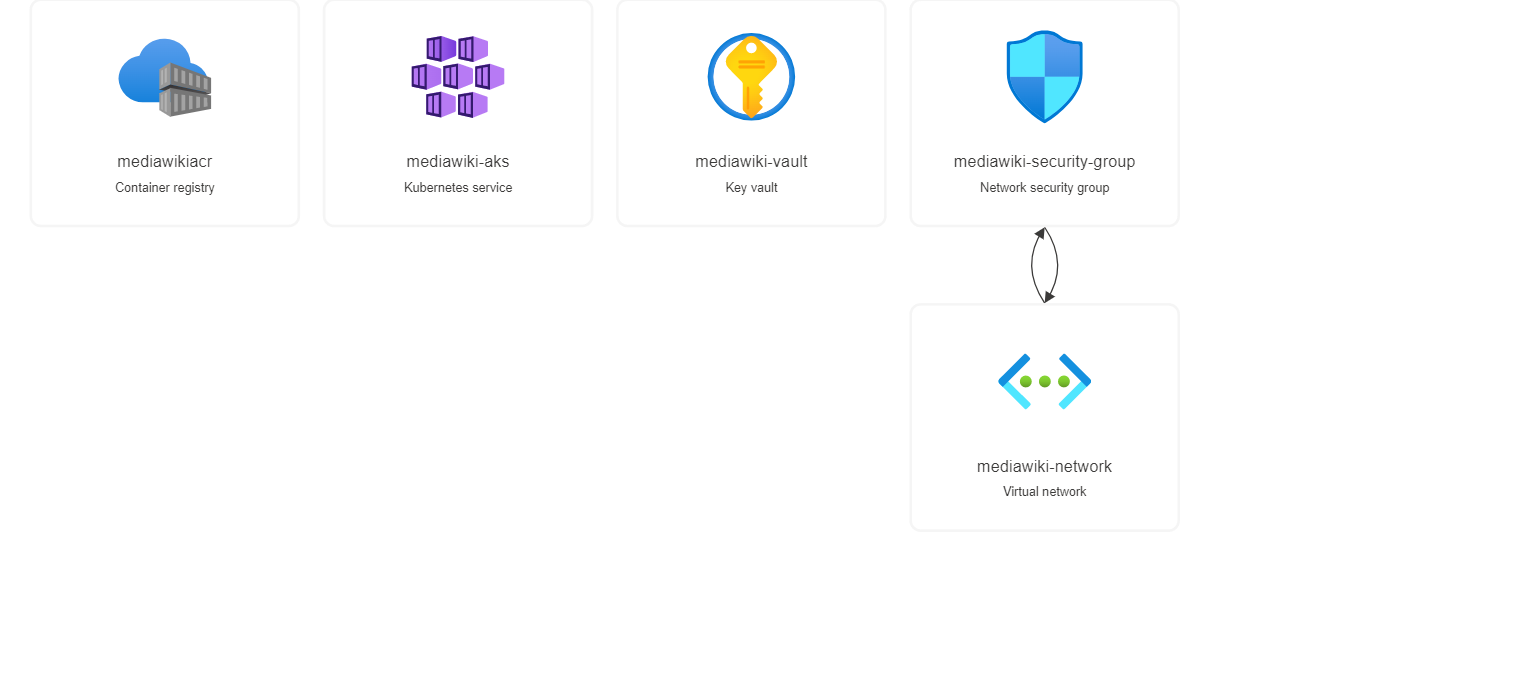 mediawikiacr
Container registry
mediawiki-aks
Kubernetes service
mediawiki-vault
Key vault
mediawiki-security-group
Network security group
mediawiki-network
Virtual network